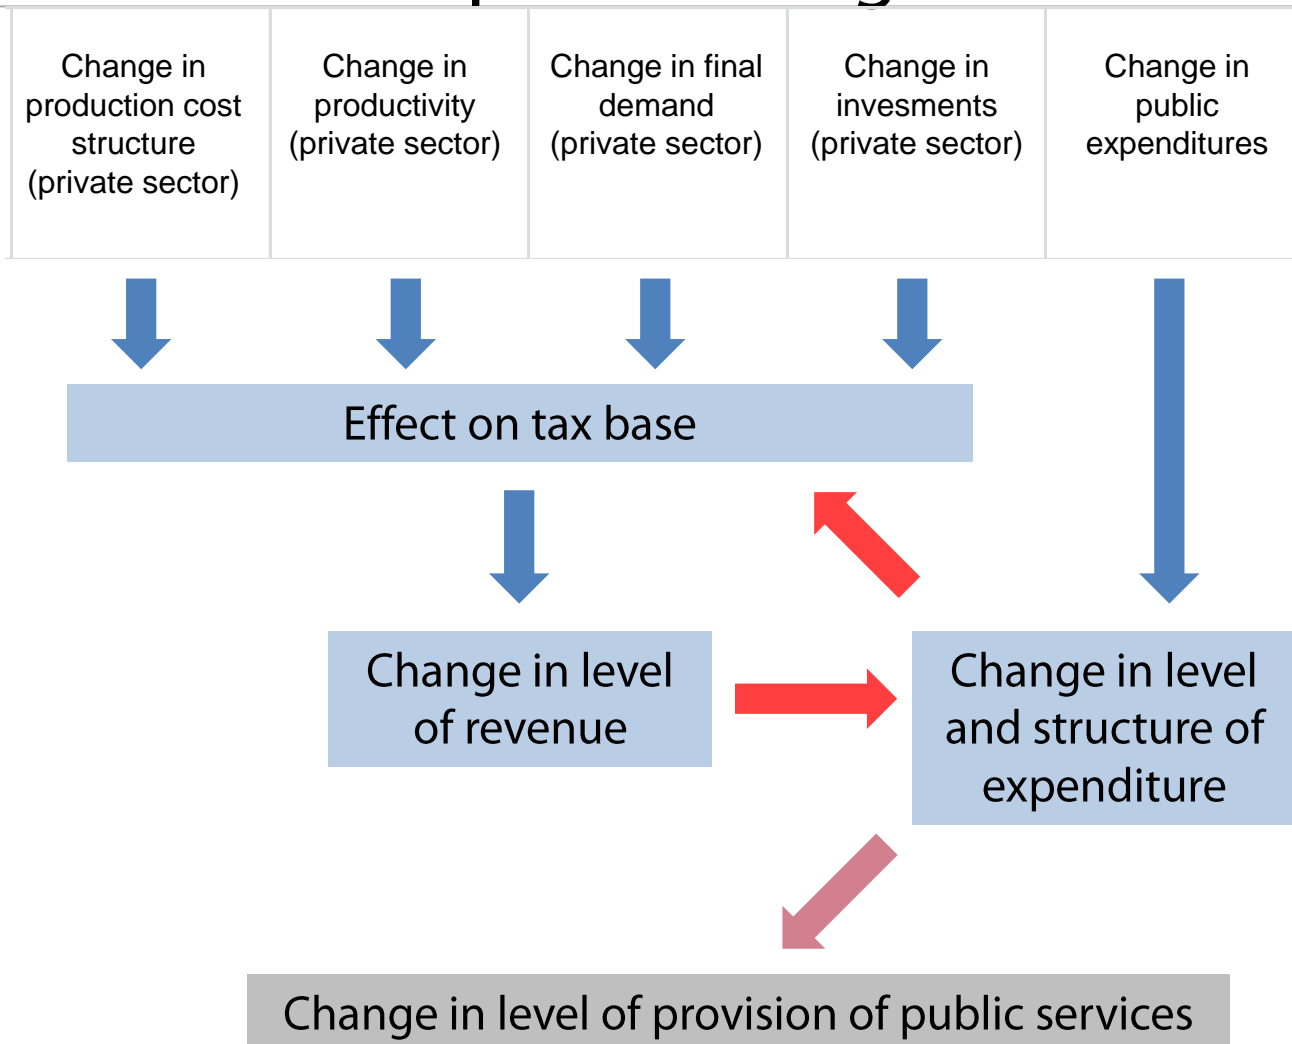 Change in
production cost
structure
(private sector)
Change in
productivity
(private sector)
Change in final
demand
(private sector)
Change in
invesments
(private sector)
Change in
public
expenditures
Effect on tax base
Change in level
of revenue
Change in level
and structure of
expenditure
Change in level of provision of public services